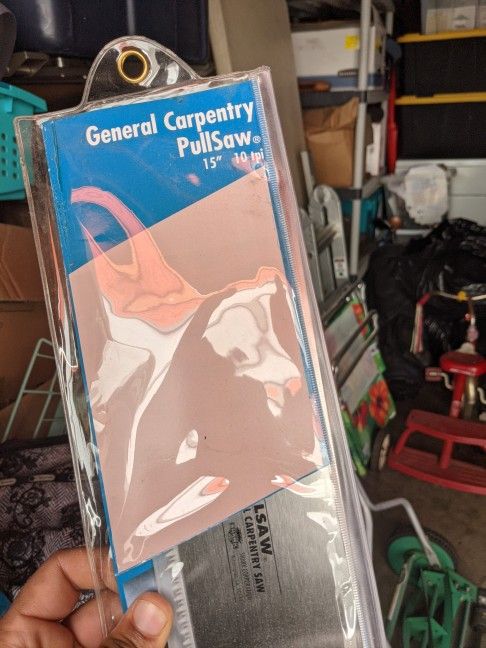 General Carpentry
PullSaw®
15" 10 tpi
LSAW®
L CARPENTRY SAW